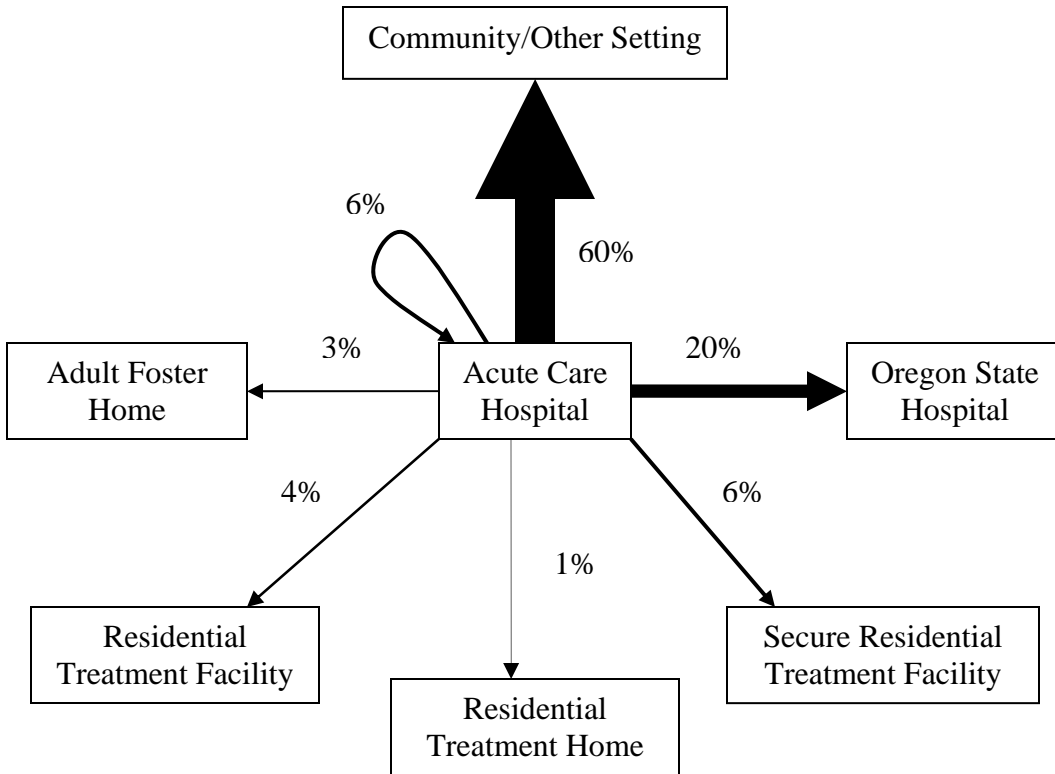 Community/Other Setting
6%
60%
3%
20%
Adult Foster
Home
Acute Care
Hospital
Oregon State
Hospital
4%
6%
1%
Residential
Treatment Facility
Secure Residential
Treatment Facility
Residential
Treatment Home